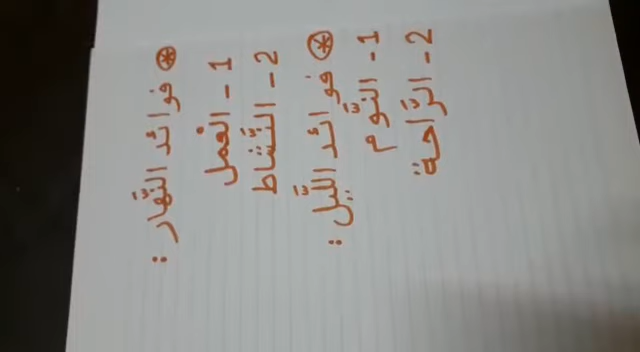 ⊛ فوائد النّهار :
1 - العمل
2 - النّشاط
⊛ فوائد اللّيل :
1 - النّوم
2 - الرّاحة